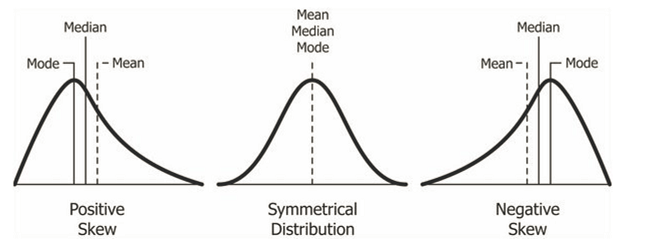 Median
Mode
Mean
Positive
Skew
Mean
Median
Mode
Symmetrical
Distribution
Median
Mean
Mode
Negative
Skew